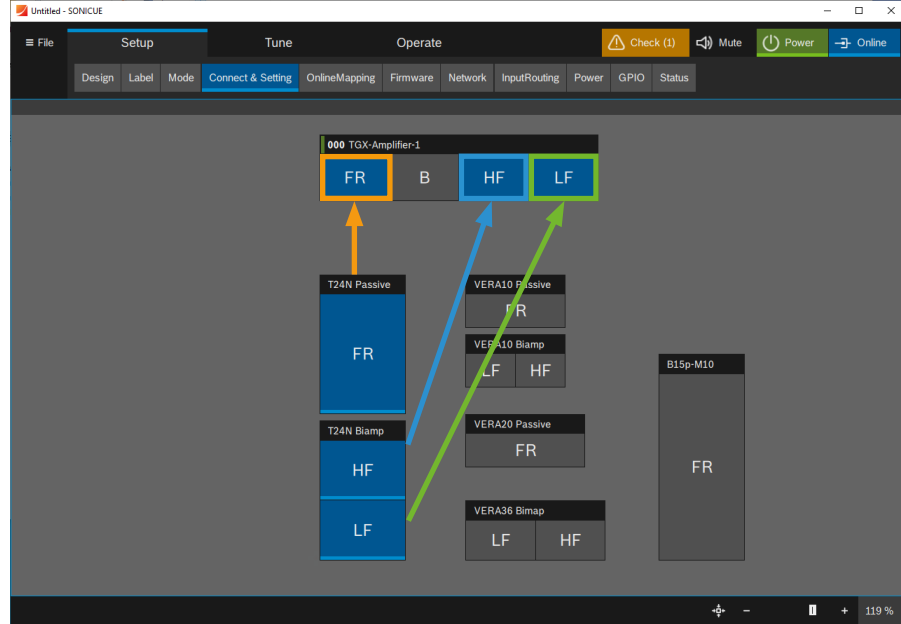 Untitled - SONICUE
File Setup Tune Operate Check (1) Mute Power Online
Design Label Mode Connect & Setting OnlineMapping Firmware Network InputRouting Power GPIO Status
000 TGX-Amplifier-1
FR B HF LF
T24N Passive
FR
T24N Biamp
HF
LF
VERA10 Passive
FR
VERA10 Biamp
LF HF
VERA20 Passive
FR
VERA36 Bimap
LF HF
B15p-M10
FR
119 %